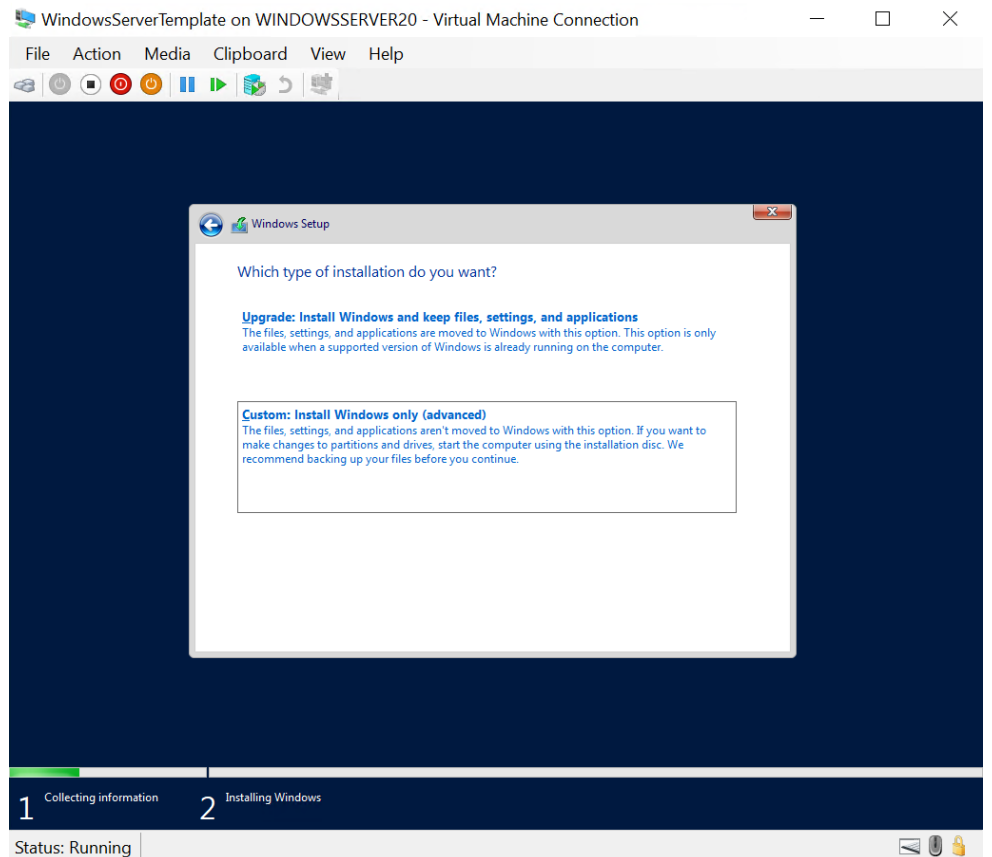 WindowsServerTemplate on WINDOWSSERVER20 - Virtual Machine Connection
File Action Media Clipboard View Help
Windows Setup
Which type of installation do you want?
Upgrade: Install Windows and keep files, settings, and applications
The files, settings, and applications are moved to Windows with this option. This option is only
available when a supported version of Windows is already running on the computer.
Custom: Install Windows only (advanced)
The files, settings, and applications aren't moved to Windows with this option. If you want to
make changes to partitions and drives, start the computer using the installation disc. We
recommend backing up your files before you continue.
1 Collecting information 2 Installing Windows
Status: Running